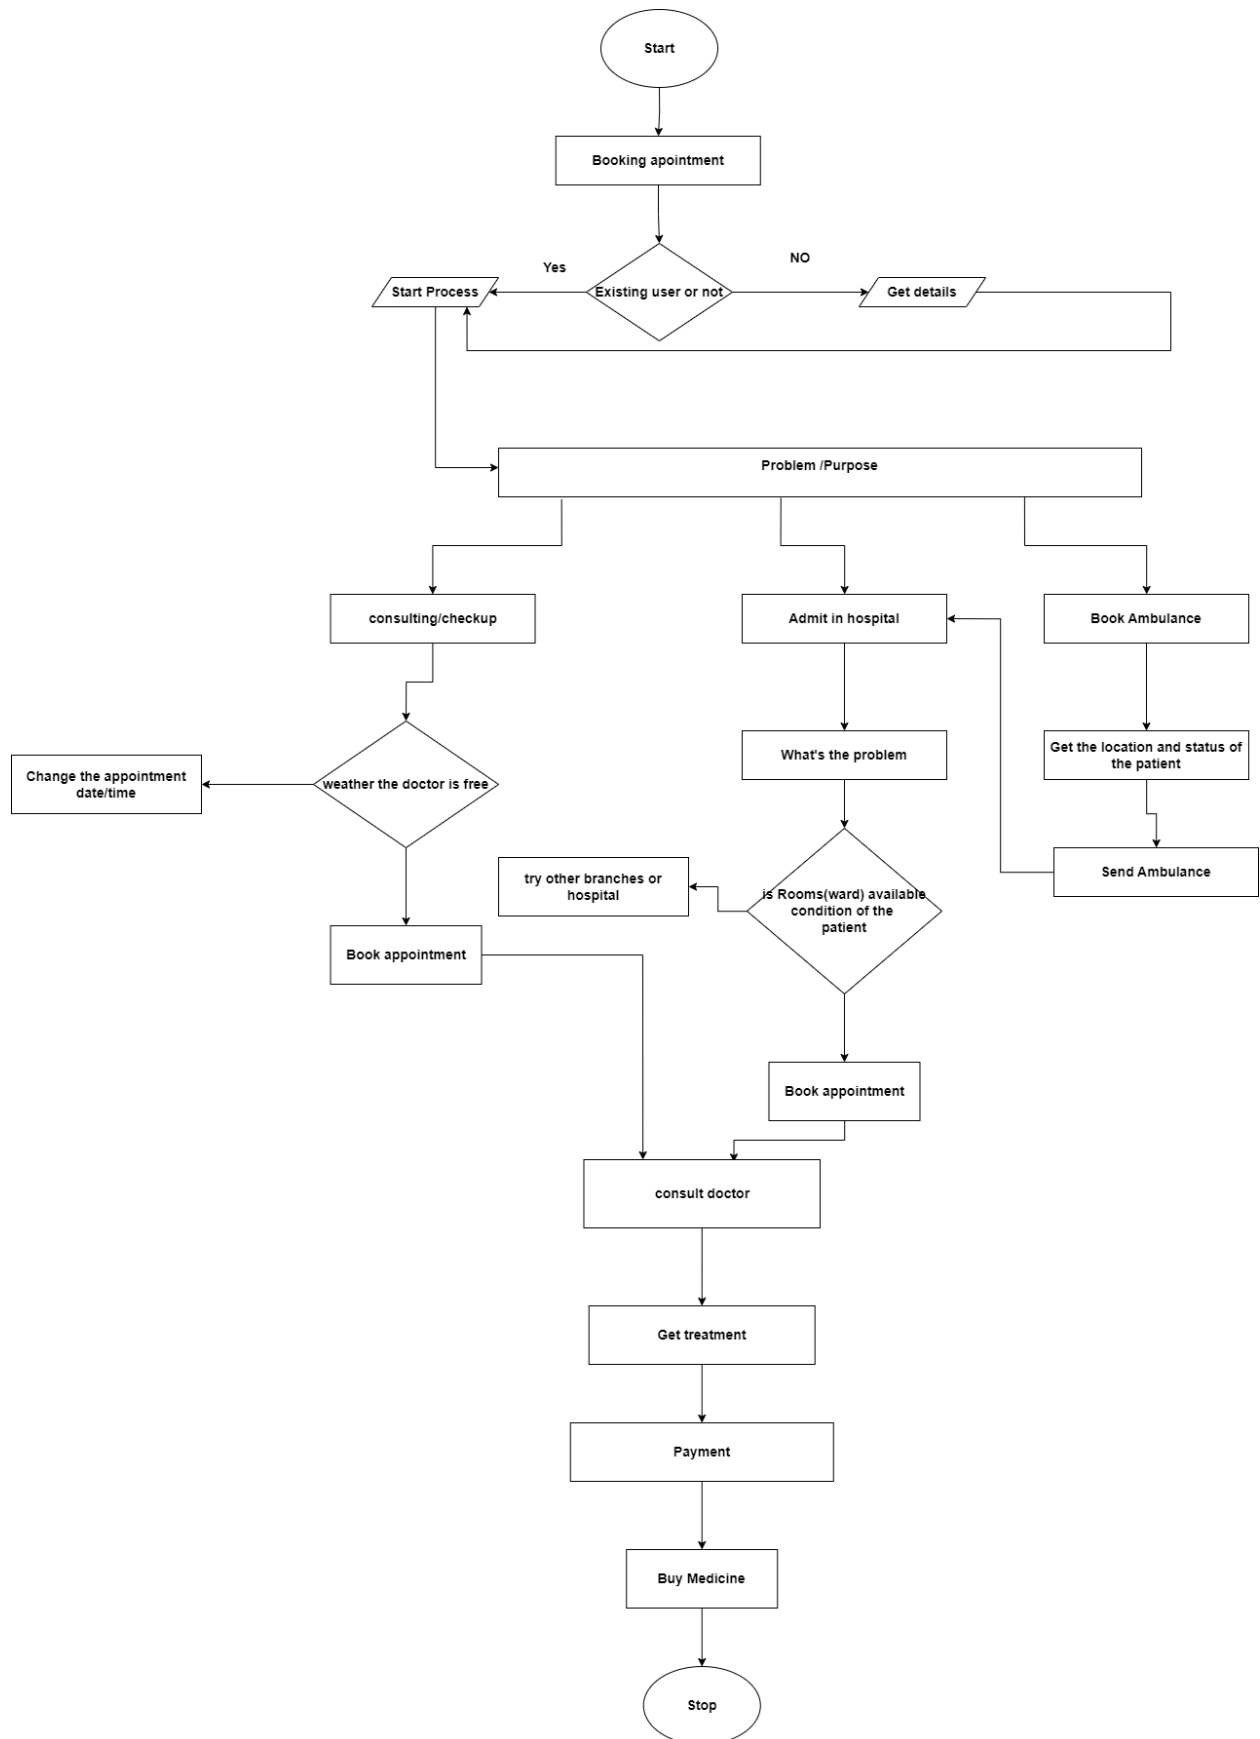 Start
Booking apointment
Yes
NO
Start Process
Existing user or not
Get details
Problem /Purpose
consulting/checkup
Admit in hospital
Book Ambulance
Change the appointment
date/time
weather the doctor is free
What's the problem
Get the location and status of
the patient
try other branches or
hospital
is Rooms(ward) available
condition of the
patient
Send Ambulance
Book appointment
Book appointment
consult doctor
Get treatment
Payment
Buy Medicine
Stop